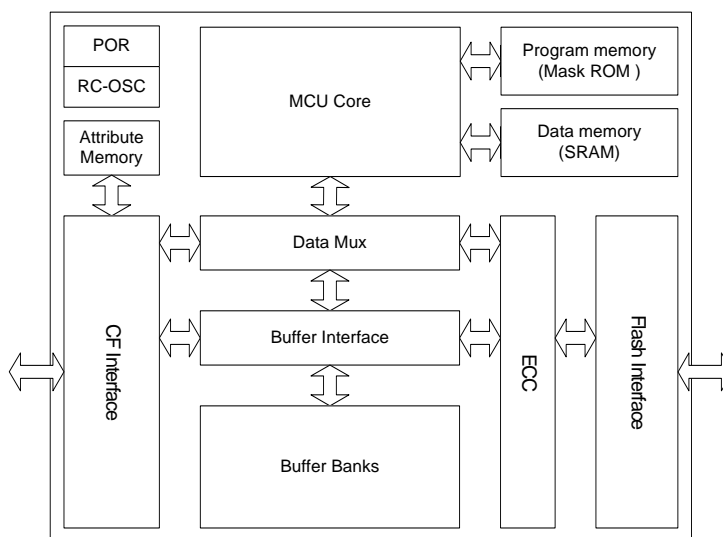 POR
RC-OSC
MCU Core
Program memory
(Mask ROM )
Attribute
Memory
Data memory
(SRAM)
CF Interface
Data Mux
Buffer Interface
Buffer Banks
ECC
Flash Interface